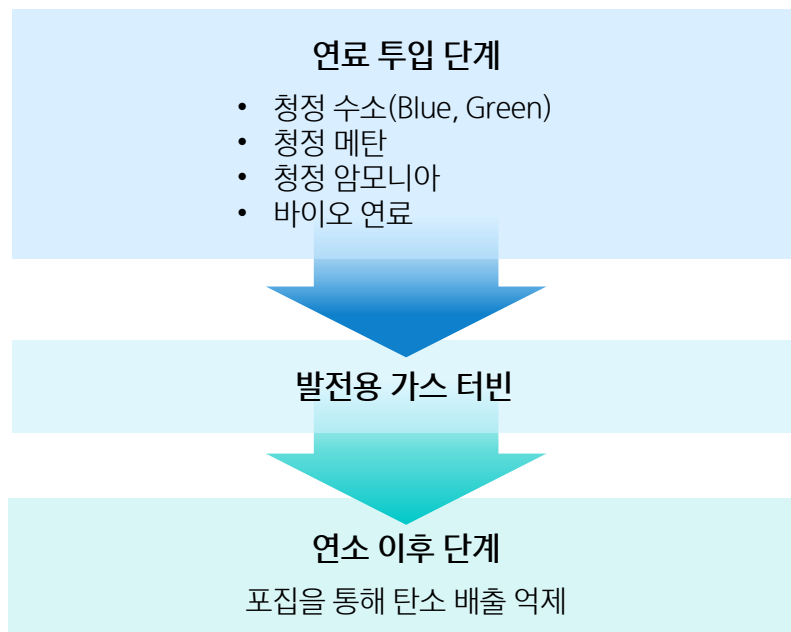 연료 투입 단계
• 청정 수소(Blue, Green)
• 청정 메탄
• 청정 암모니아
• 바이오 연료
발전용 가스 터빈
연소 이후 단계
포집을 통해 탄소 배출 억제